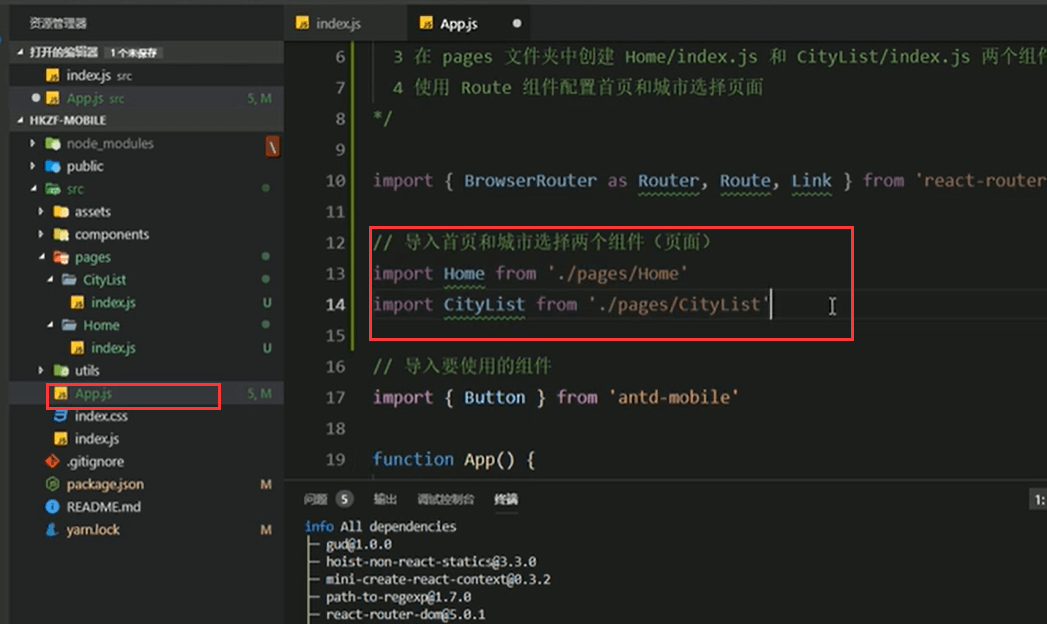 资源管理器
打开的编辑器 1 个未保存
index.js src
App.js src 5, M
HKZF-MOBILE
node_modules
public
src
assets
components
pages
CityList
index.js U
Home
index.js U
utils
App.js 5, M
index.css
index.js
.gitignore
package.json M
README.md
yarn.lock M
index.js
App.js
6 3 在 pages 文件夹中创建 Home/index.js 和 CityList/index.js 两个组件
7 4 使用 Route 组件配置首页和城市选择页面
8 */
9
10 import { BrowserRouter as Router, Route, Link } from 'react-router
11
12 // 导入首页和城市选择两个组件（页面）
13 import Home from './pages/Home'
14 import CityList from './pages/CityList'
15
16 // 导入要使用的组件
17 import { Button } from 'antd-mobile'
18
19 function App() {
问题 5 输出 调试控制台 终端 1:
info All dependencies
├─ gud@1.0.0
├─ hoist-non-react-statics@3.3.0
├─ mini-create-react-context@0.3.2
├─ path-to-regexp@1.7.0
├─ react-router-dom@5.0.1